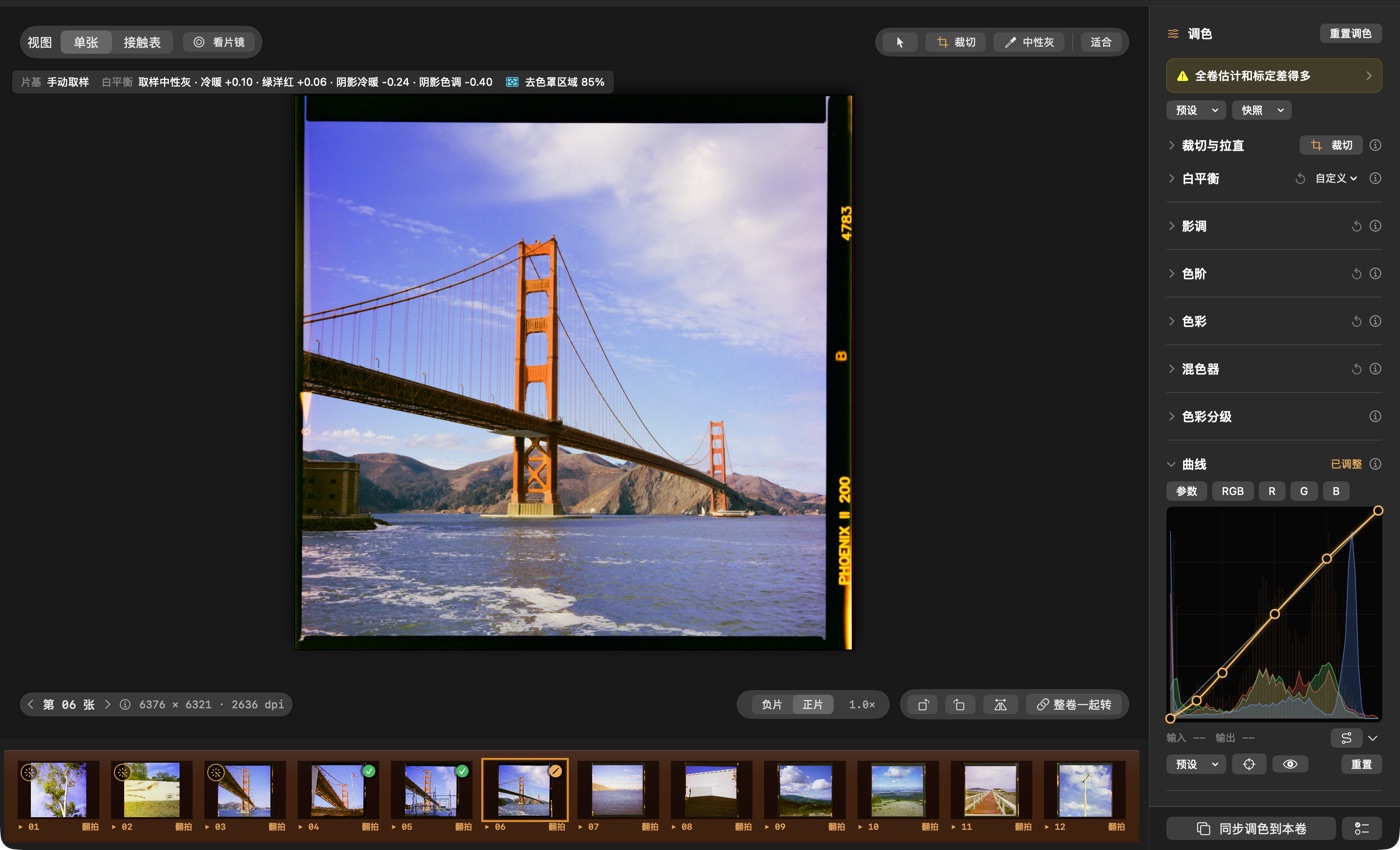 视图 单张 接触表 看片镜
裁切 中性灰 适合
片基 手动取样 白平衡 取样中性灰 · 冷暖 +0.10 · 绿洋红 +0.06 · 阴影冷暖 -0.24 · 阴影色调 -0.40 去色罩区域 85%
4783
B
PHOENIX II 200
第 06 张 6376 × 6321 · 2636 dpi
负片 正片 1.0×
整卷一起转
01 翻拍
02 翻拍
03 翻拍
04 翻拍
05 翻拍
06 翻拍
07 翻拍
08 翻拍
09 翻拍
10 翻拍
11 翻拍
12 翻拍
调色 重置调色
全卷估计和标定差得多
预设 快照
裁切与拉直 裁切
白平衡 自定义
影调
色阶
色彩
混色器
色彩分级
曲线 已调整
参数 RGB R G B
输入 —— 输出 ——
预设 重置
同步调色到本卷